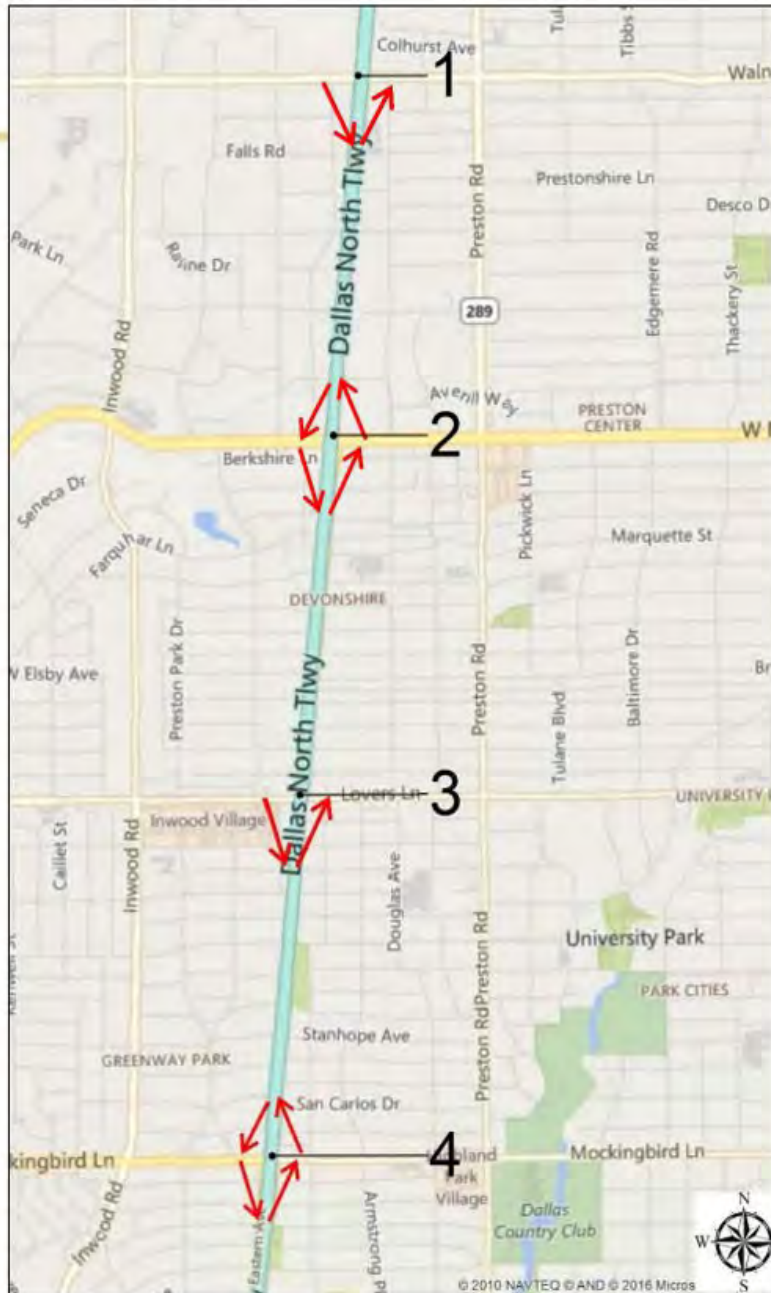 Colhurst Ave
Tibbs
1
Waln
Falls Rd
Dallas North Tlwy
Preston Rd
Prestonshire Ln
Desco D
Park Ln
Ravine Dr
Edgemere Rd
Thackery St
289
Inwood Rd
Averill Way
PRESTON
CENTER
2
W
Berkshire Ln
Seneca Dr
Farquhar Ln
Pickwick Ln
Marquette St
DEVONSHIRE
Preston Park Dr
W Elsby Ave
Dallas North Tlwy
Preston Rd
Tulane Blvd
Baltimore Dr
Br
3
Lovers Ln
UNIVERSITY
Inwood Village
Caillet St
Inwood Rd
Douglas Ave
University Park
Preston Rd
Preston Rd
PARK CITIES
Stanhope Ave
GREENWAY PARK
San Carlos Dr
kingbird Ln
4
Mockingbird Ln
Park
Village
Inwood Rd
Eastern
Armstrong
Dallas
Country Club
N
W
E
S
© 2010 NAVTEQ © AND © 2016 Micros